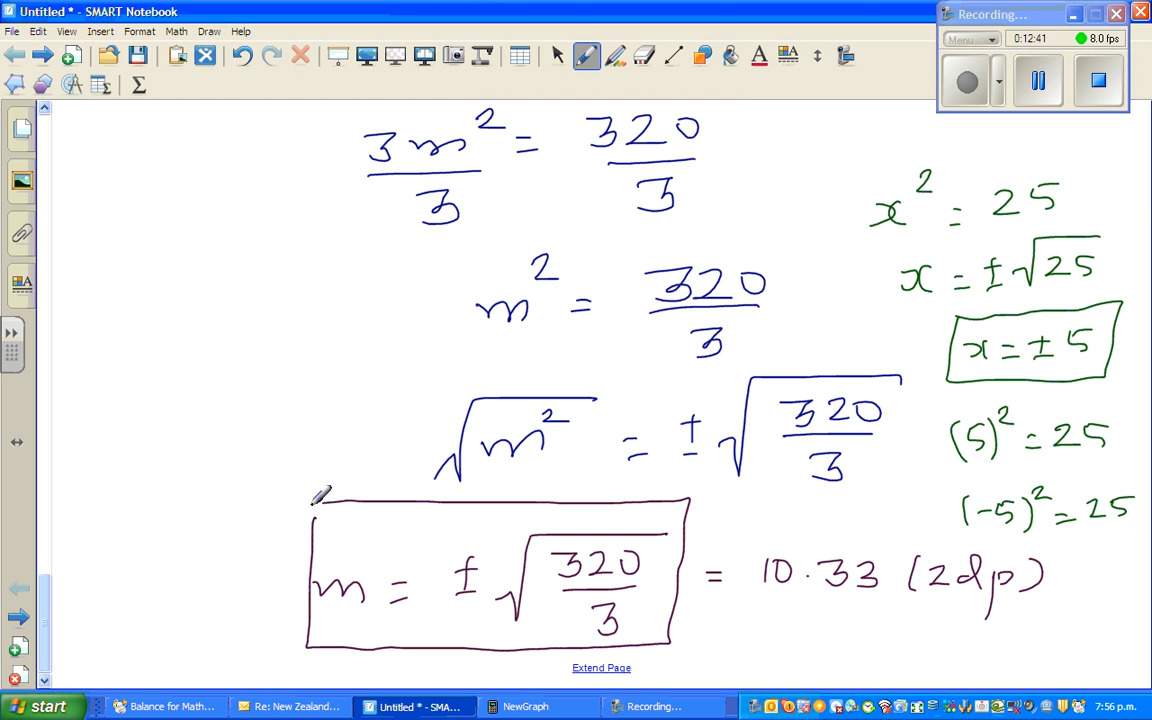 Untitled * - SMART Notebook
File Edit View Insert Format Math Draw Help
Recording...
Menu 0:12:41 8.0 fps
3m² = 320
3 3
m² = 320
3
√m² = ± √320
3
m = ± √320 = 10.33 (2dp)
3
x² = 25
x = ±√25
x = ± 5
(5)² = 25
(-5)² = 25
Extend Page
start Balance for Math... Re: New Zealand... Untitled * - SMA... NewGraph Recording... 7:56 p.m.